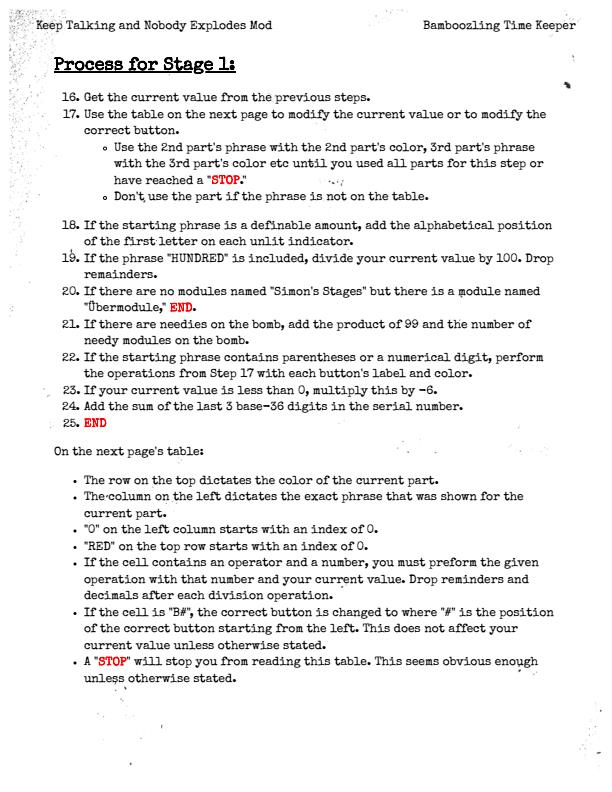 Keep Talking and Nobody Explodes Mod Bamboozling Time Keeper
Process for Stage 1:
16. Get the current value from the previous steps.
17. Use the table on the next page to modify the current value or to modify the
correct button.
Use the 2nd part's phrase with the 2nd part's color, 3rd part's phrase
with the 3rd part's color etc until you used all parts for this step or
have reached a "STOP."
Don't use the part if the phrase is not on the table.
18. If the starting phrase is a definable amount, add the alphabetical position
of the first letter on each unlit indicator.
19. If the phrase "HUNDRED" is included, divide your current value by 100. Drop
remainders.
20. If there are no modules named "Simon's Stages" but there is a module named
"Übermodule," END.
21. If there are needies on the bomb, add the product of 99 and the number of
needy modules on the bomb.
22. If the starting phrase contains parentheses or a numerical digit, perform
the operations from Step 17 with each button's label and color.
23. If your current value is less than 0, multiply this by -6.
24. Add the sum of the last 3 base-36 digits in the serial number.
25. END
On the next page's table:
• The row on the top dictates the color of the current part.
• The column on the left dictates the exact phrase that was shown for the
current part.
• "0" on the left column starts with an index of 0.
• "RED" on the top row starts with an index of 0.
• If the cell contains an operator and a number, you must preform the given
operation with that number and your current value. Drop reminders and
decimals after each division operation.
• If the cell is "B#", the correct button is changed to where "#" is the position
of the correct button starting from the left. This does not affect your
current value unless otherwise stated.
• A "STOP" will stop you from reading this table. This seems obvious enough
unless otherwise stated.